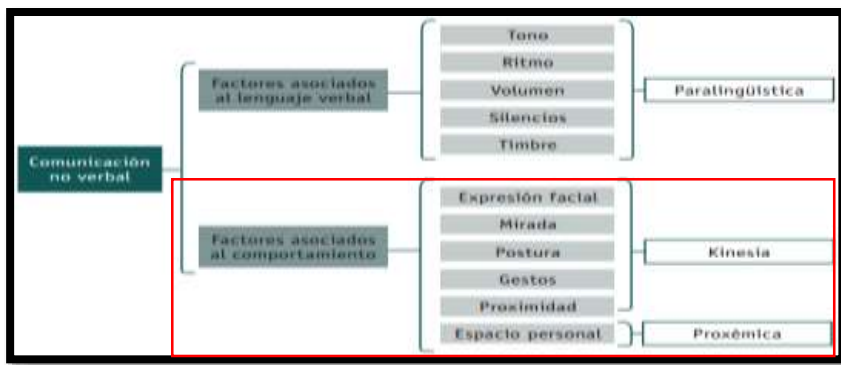 Comunicación
no verbal
Factores asociados
al lenguaje verbal
Tono
Ritmo
Volumen
Silencios
Timbre
Paralingüística
Factores asociados
al comportamiento
Expresión facial
Mirada
Postura
Gestos
Proximidad
Kinesia
Espacio personal
Proxémica